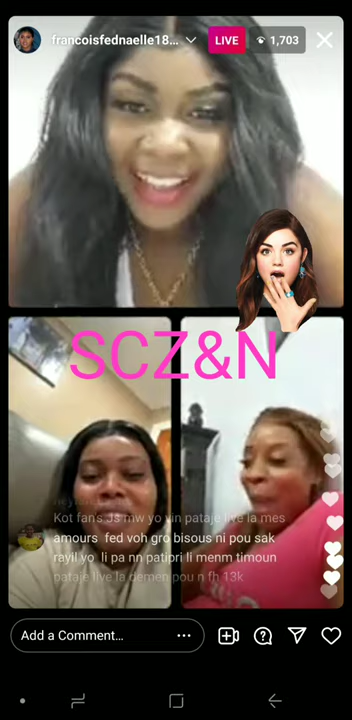 francoisfednaelle18...
LIVE
1,703
SCZ&N
Kot fan's Js mw yo vin pataje live la mes
amours fed voh gro bisous ni pou sak
rayil yo li pa nn patipri li menm timoun
pataje live la demen pou n fh 13k
Add a Comment...